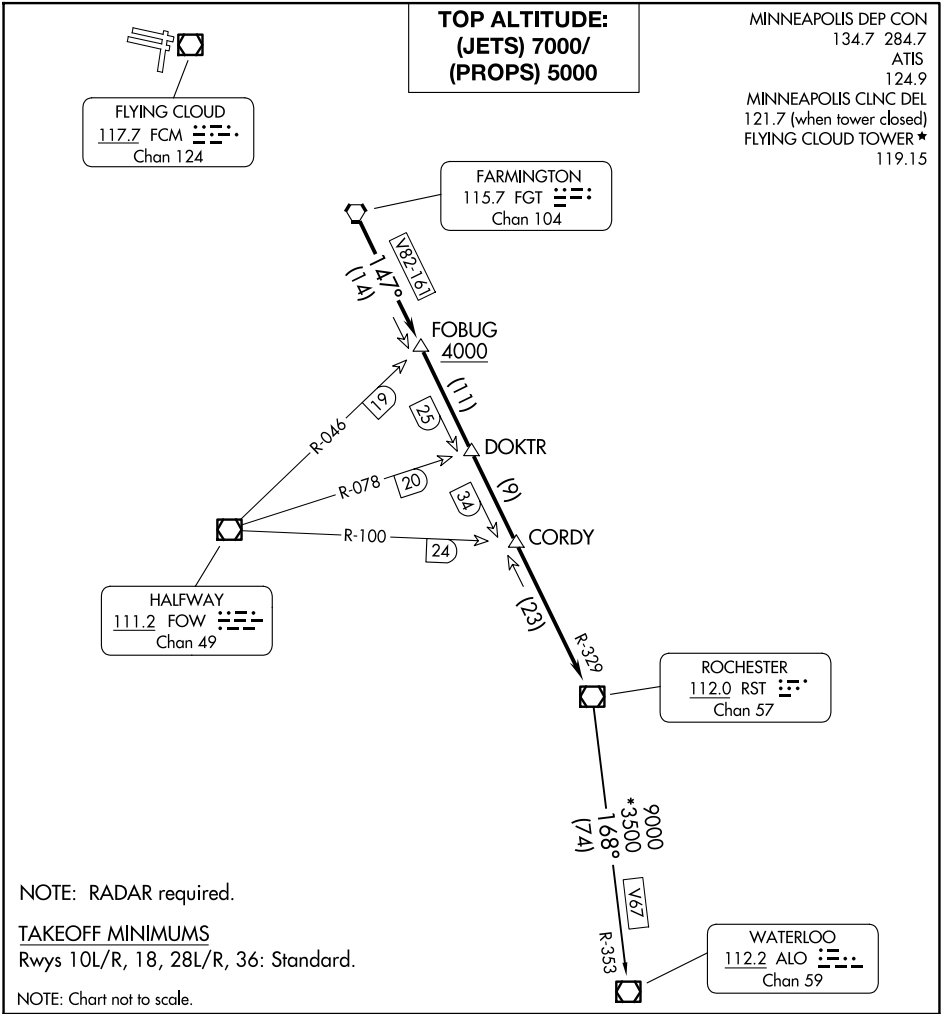 TOP ALTITUDE:
(JETS) 7000/
(PROPS) 5000
MINNEAPOLIS DEP CON
134.7 284.7
ATIS
124.9
MINNEAPOLIS CLNC DEL
121.7 (when tower closed)
FLYING CLOUD TOWER ★
119.15
FLYING CLOUD
117.7 FCM
Chan 124
FARMINGTON
115.7 FGT
Chan 104
V82-161
147°
(14)
FOBUG
4000
(11)
19
25
R-046
DOKTR
R-078
20
(9)
34
R-100
24
CORDY
HALFWAY
111.2 FOW
Chan 49
(23)
R-329
ROCHESTER
112.0 RST
Chan 57
9000
*3500
168°
(74)
V67
R-353
WATERLOO
112.2 ALO
Chan 59
NOTE: RADAR required.
TAKEOFF MINIMUMS
Rwys 10L/R, 18, 28L/R, 36: Standard.
NOTE: Chart not to scale.